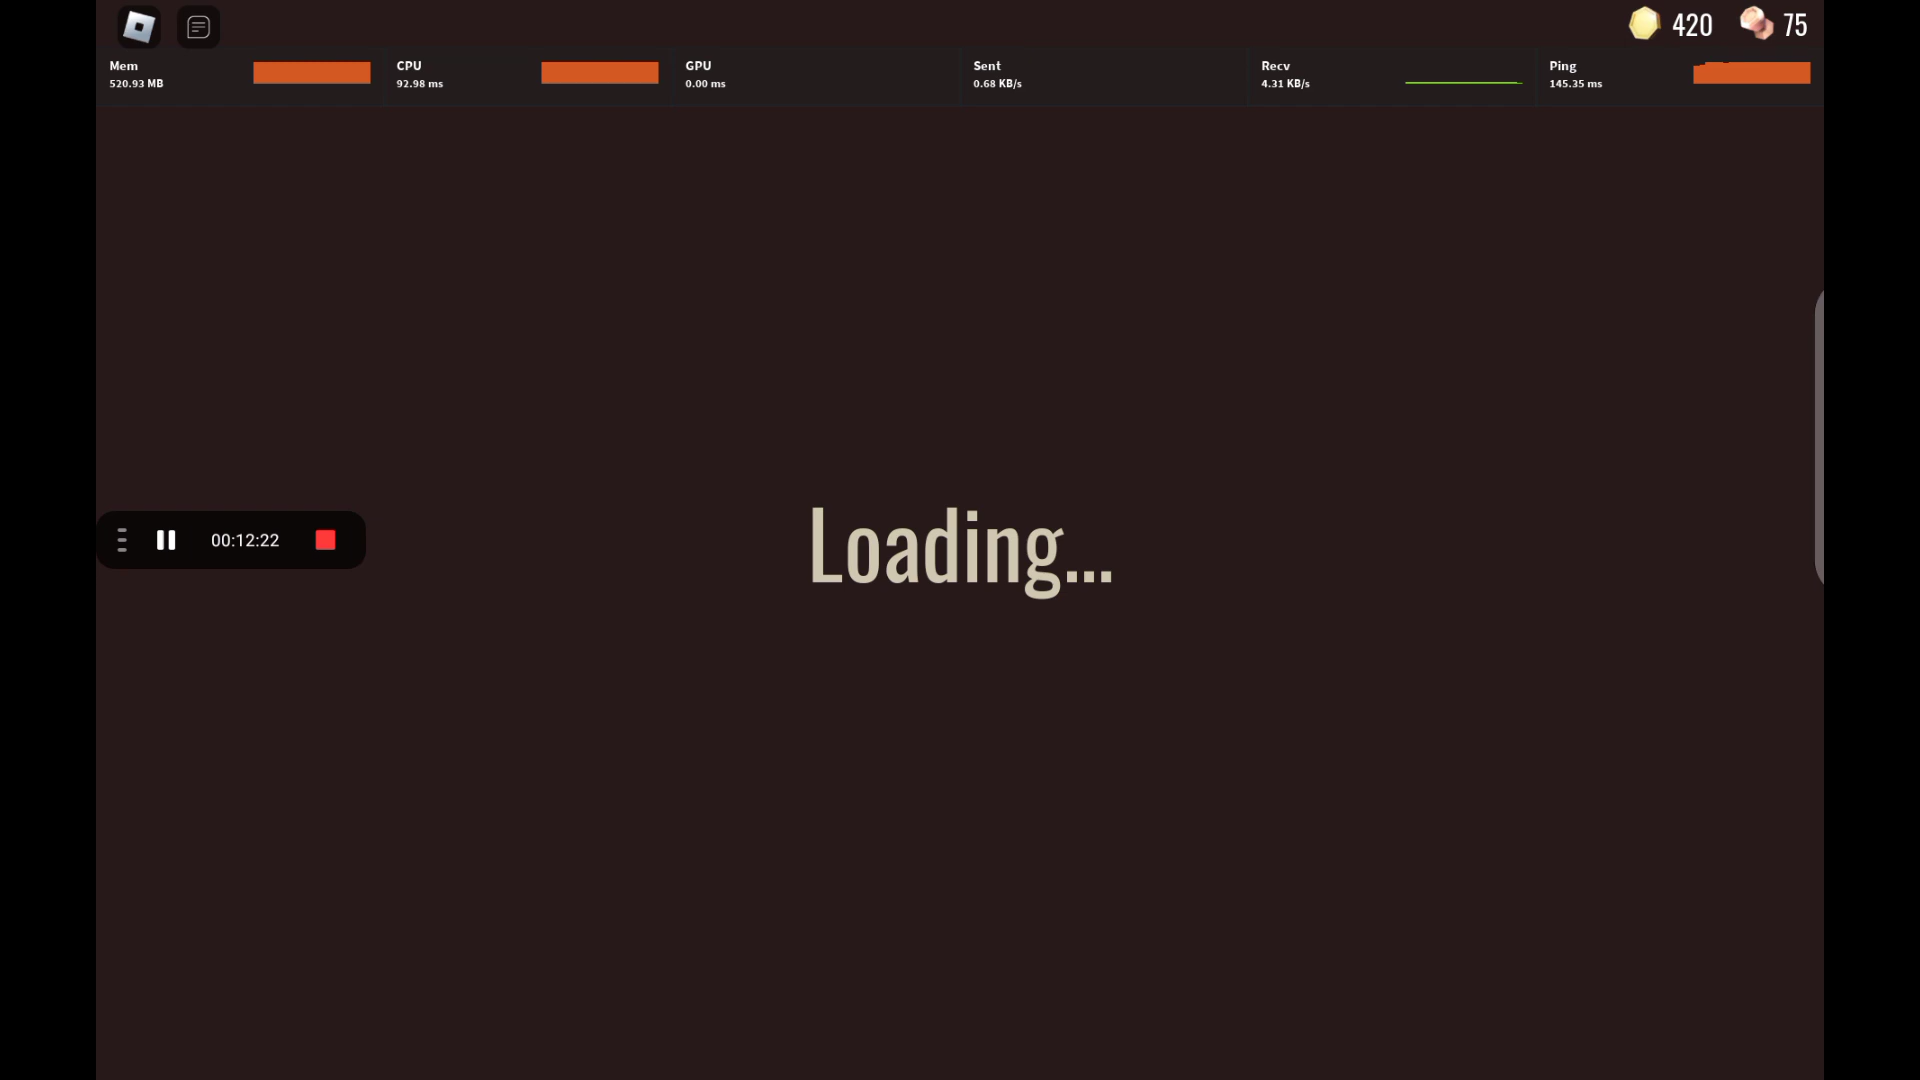 420 75
Mem CPU GPU Sent Recv Ping
520.93 MB 92.98 ms 0.00 ms 0.68 KB/s 4.31 KB/s 145.35 ms
00:12:22
Loading...